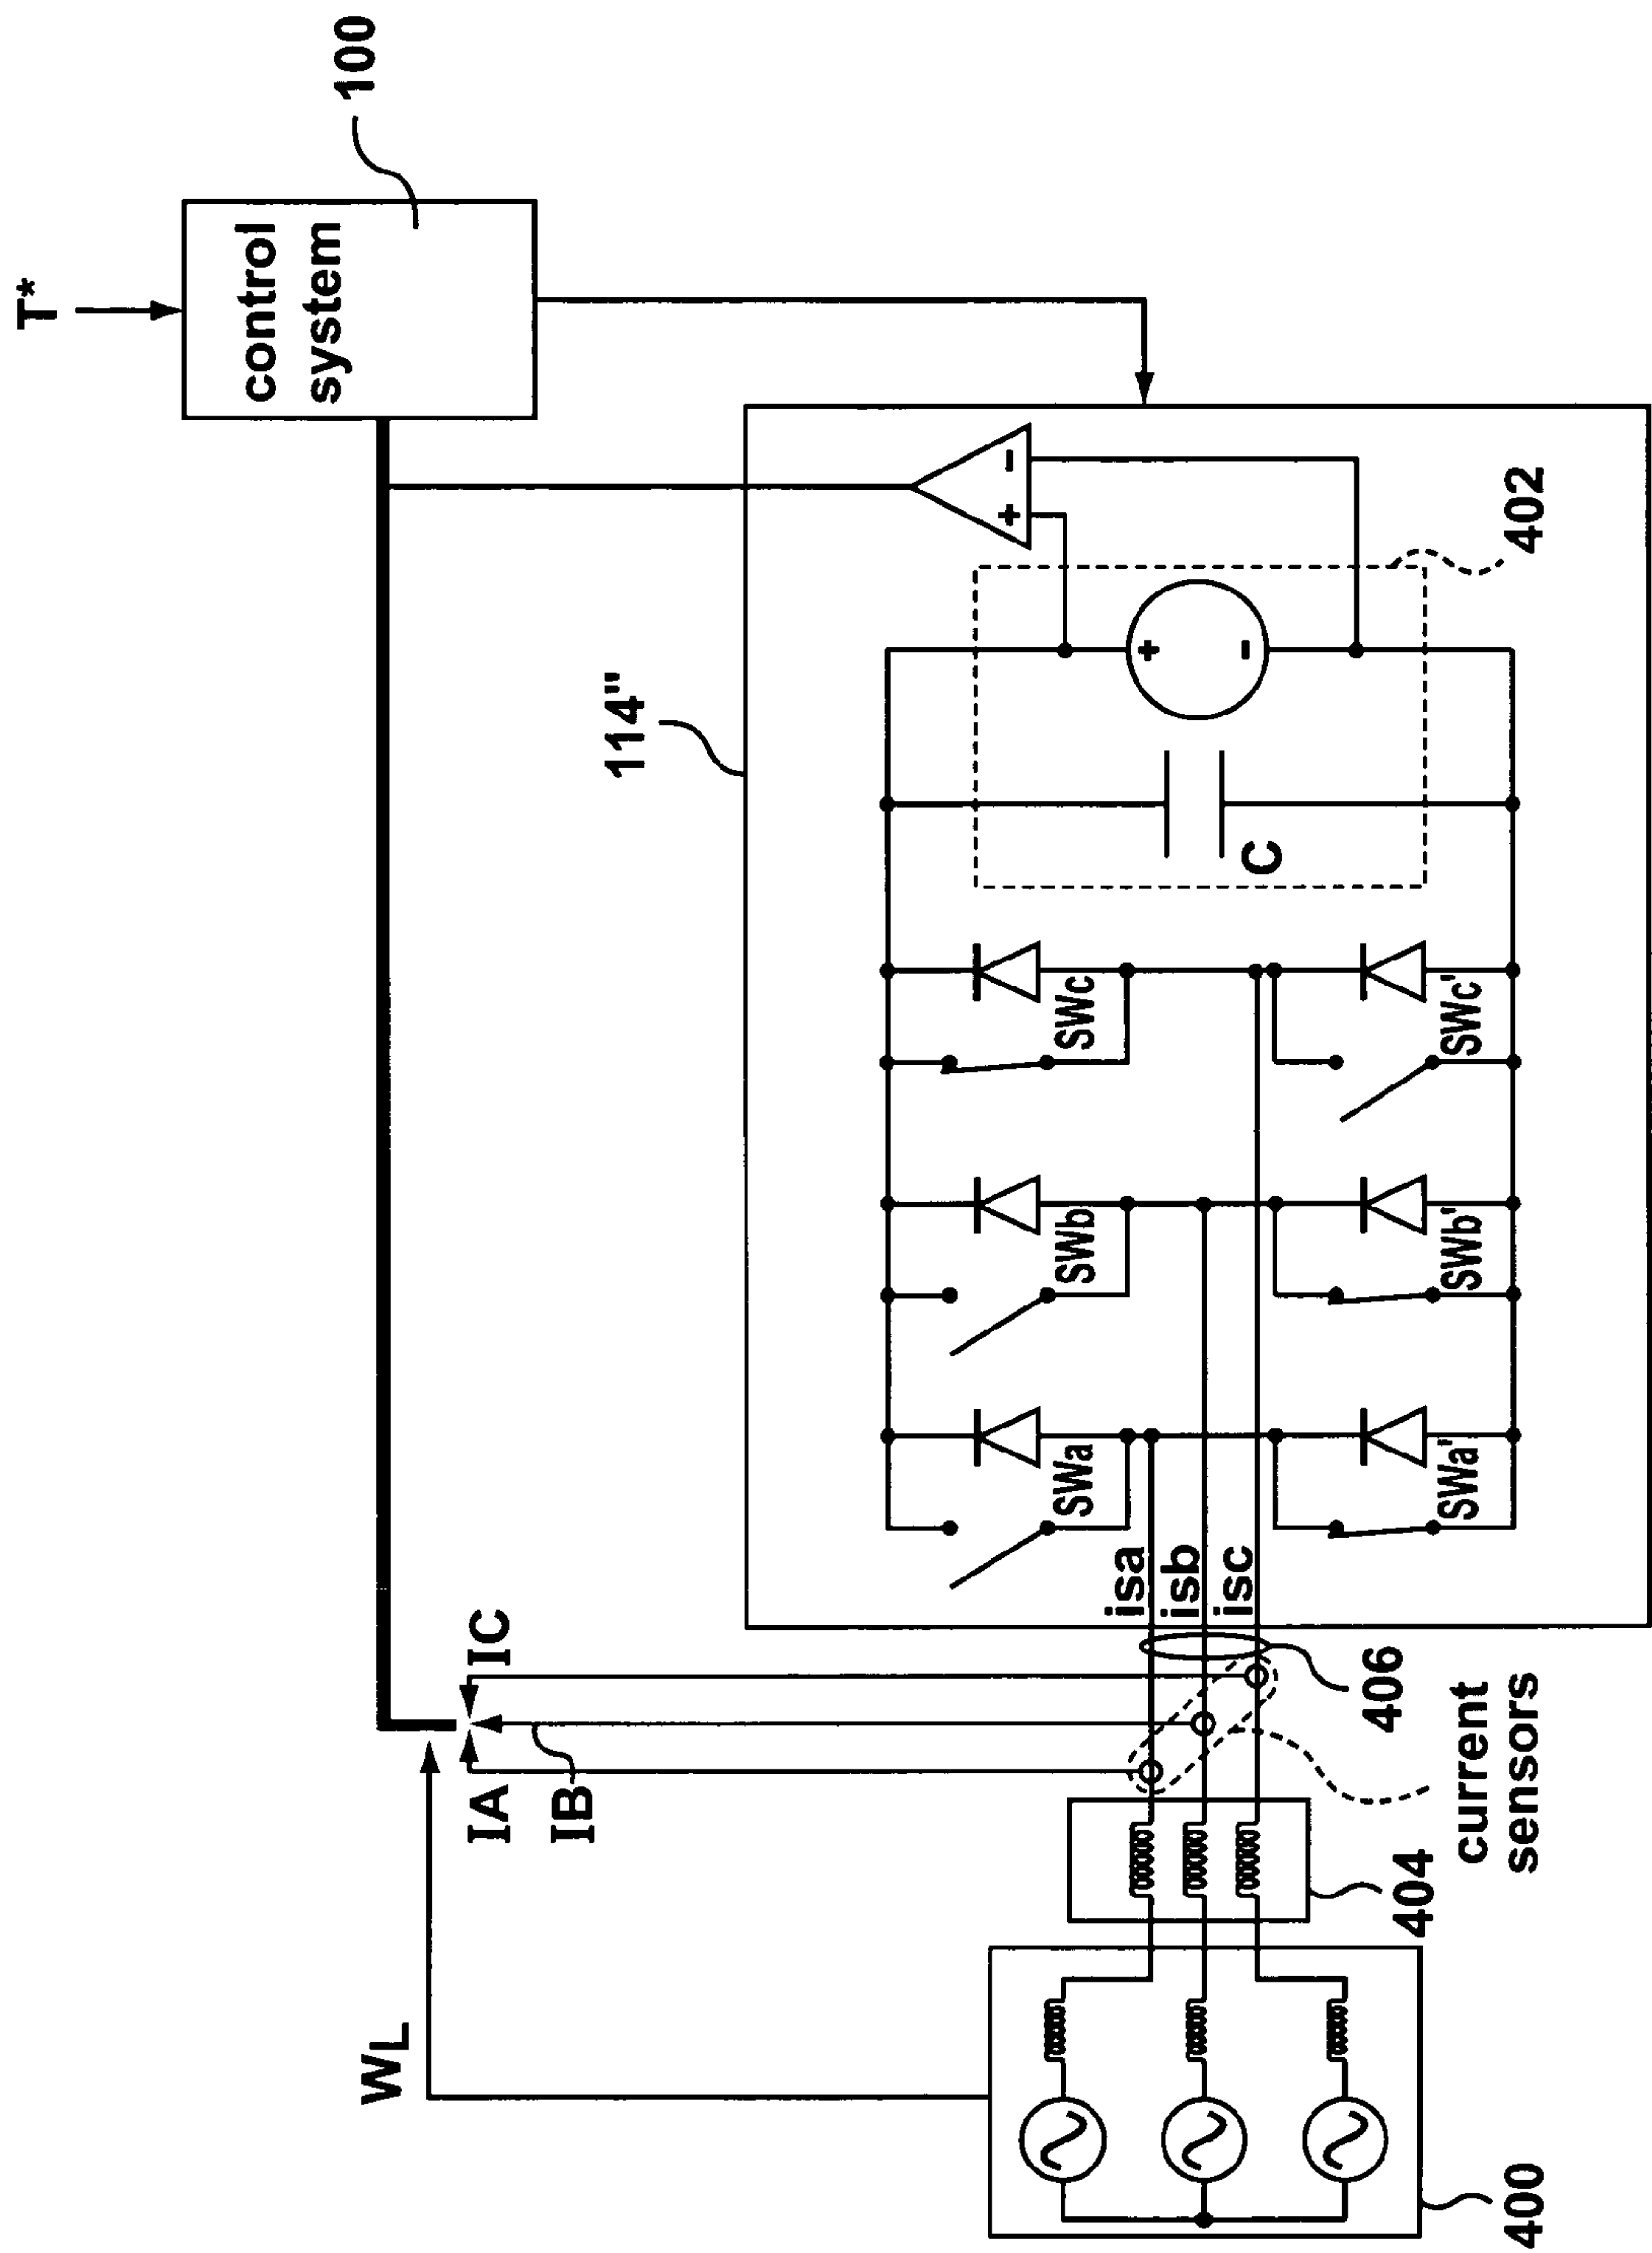 T*
control
system
100
WL
IA
IB
IC
114"
+
-
402
+
-
C
SWa
SWb
SWc
SWa'
SWb'
SWc'
isa
isb
isc
406
current
sensors
404
400